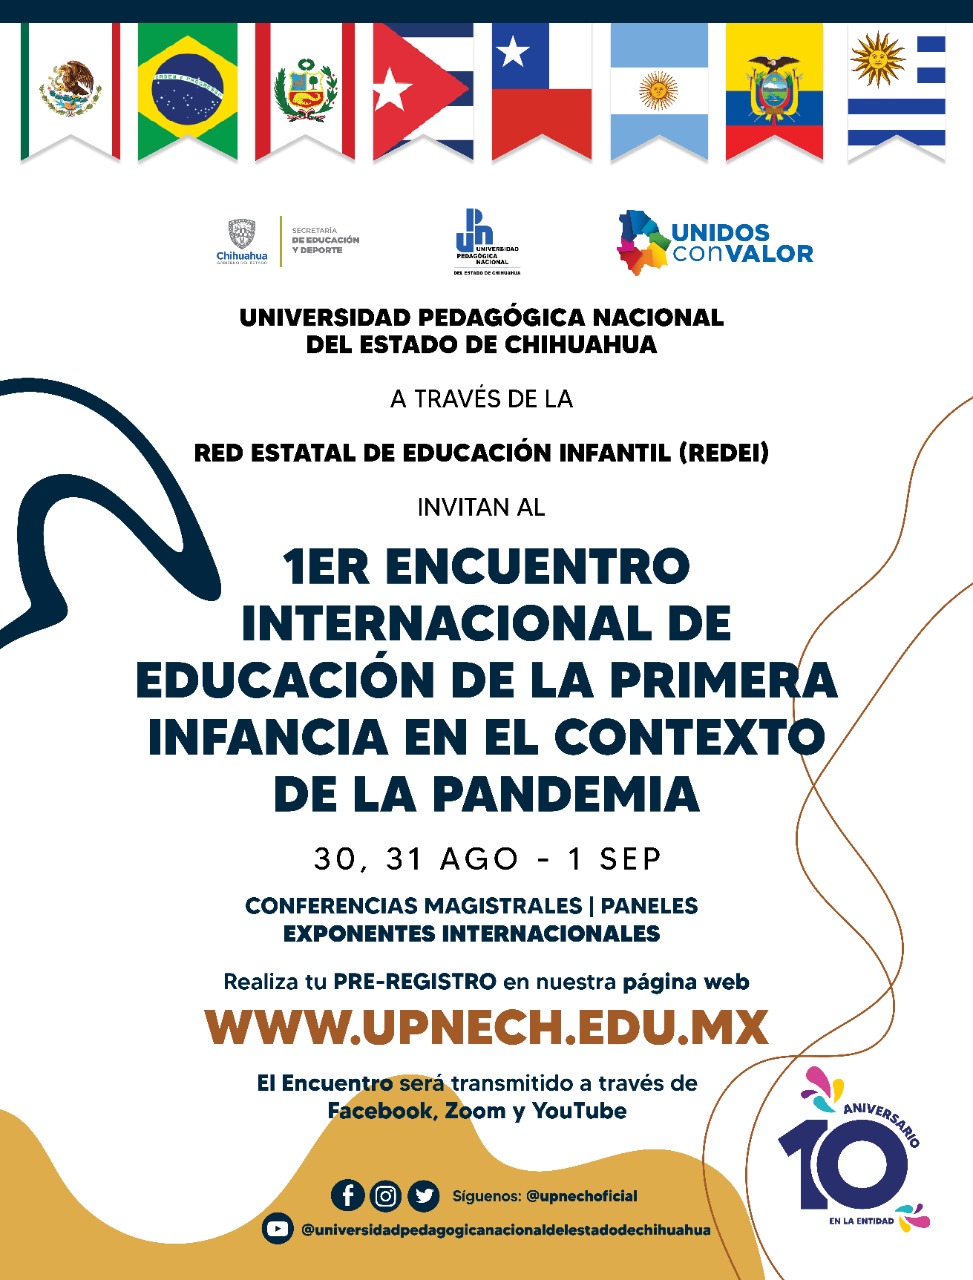 Chihuahua
GOBIERNO DEL ESTADO
SECRETARÍA
DE EDUCACIÓN
Y DEPORTE
UPN
UNIVERSIDAD
PEDAGÓGICA
NACIONAL
DEL ESTADO DE CHIHUAHUA
UNIDOS
conVALOR
UNIVERSIDAD PEDAGÓGICA NACIONAL
DEL ESTADO DE CHIHUAHUA
A TRAVÉS DE LA
RED ESTATAL DE EDUCACIÓN INFANTIL (REDEI)
INVITAN AL
1ER ENCUENTRO
INTERNACIONAL DE
EDUCACIÓN DE LA PRIMERA
INFANCIA EN EL CONTEXTO
DE LA PANDEMIA
30, 31 AGO - 1 SEP
CONFERENCIAS MAGISTRALES | PANELES
EXPONENTES INTERNACIONALES
Realiza tu PRE-REGISTRO en nuestra página web
WWW.UPNECH.EDU.MX
El Encuentro será transmitido a través de
Facebook, Zoom y YouTube
ANIVERSARIO
10
EN LA ENTIDAD
Síguenos: @upnechoficial
@universidadpedagogicanacionaldelestadodechihuahua